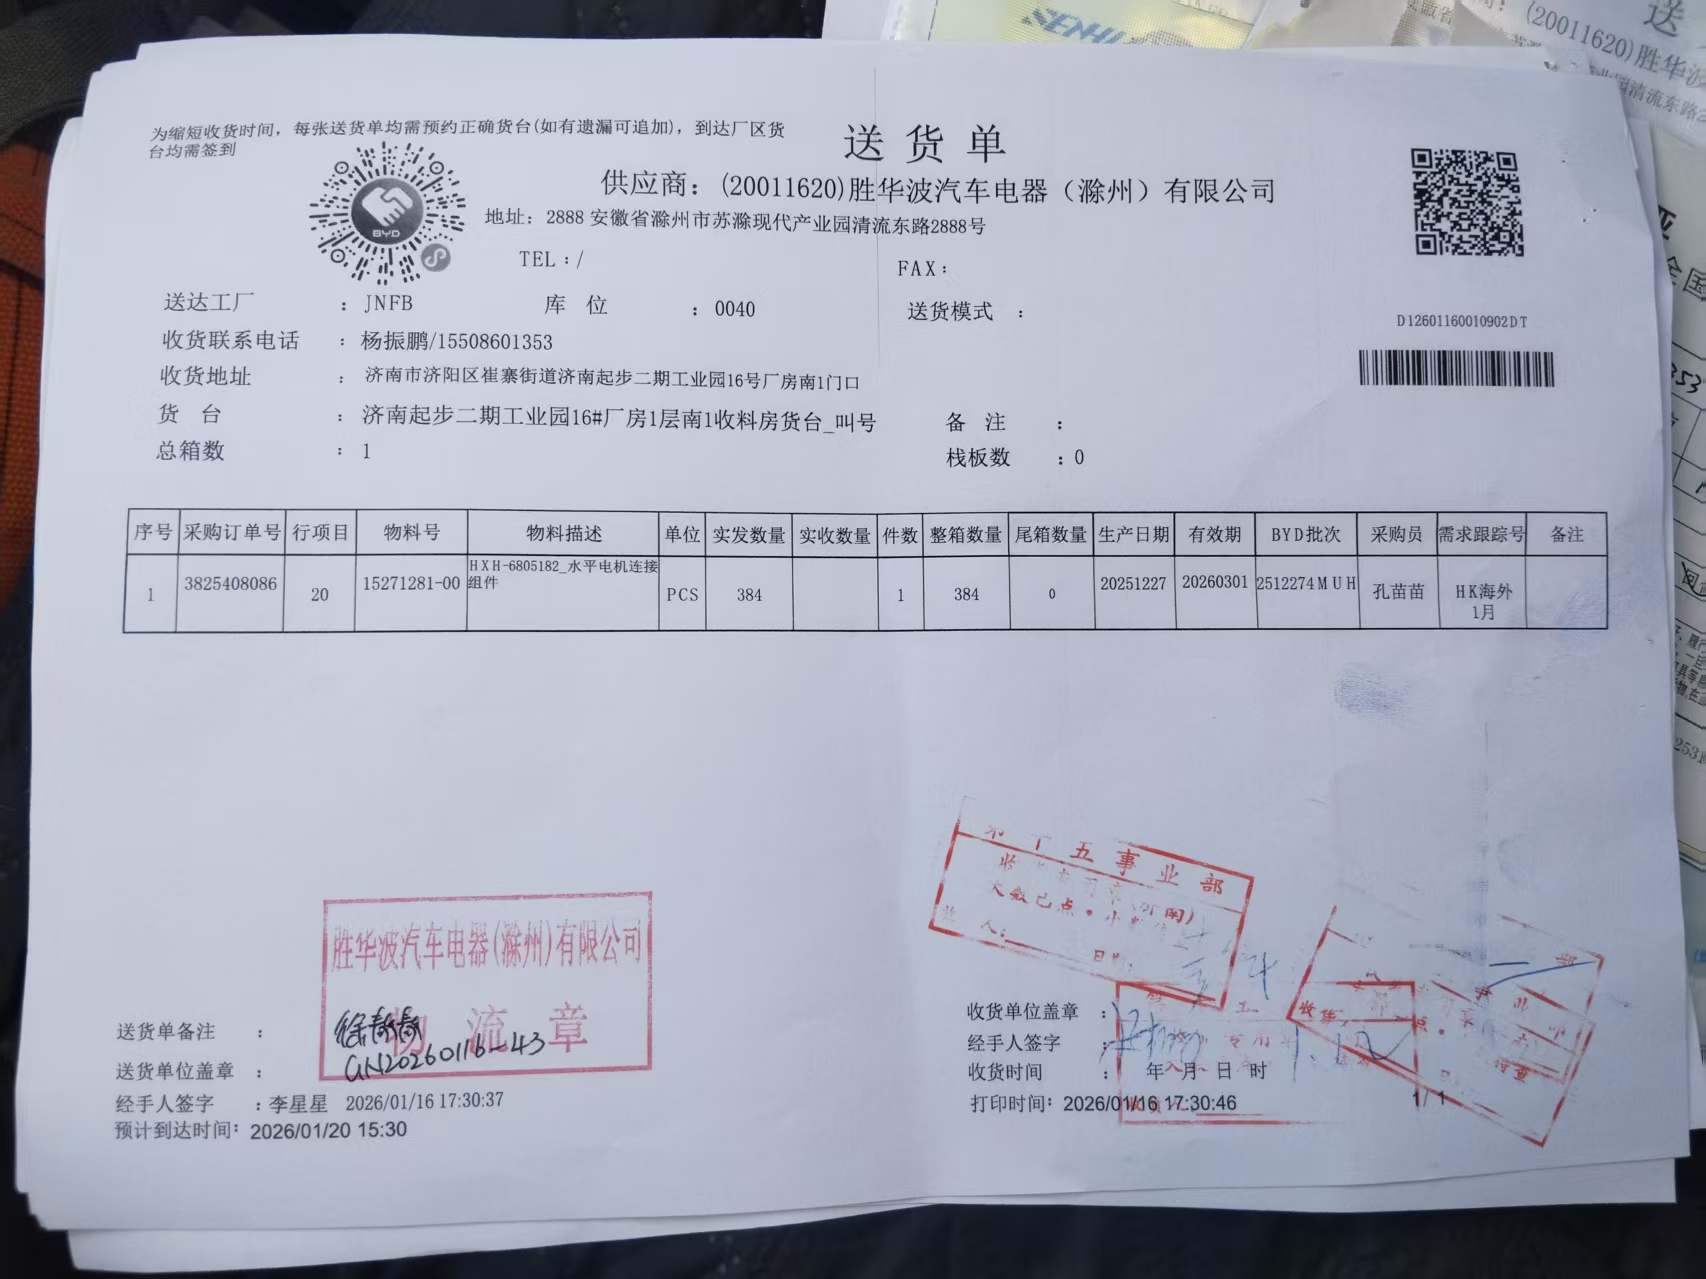 为缩短收货时间，每张送货单均需预约正确货台(如有遗漏可追加)，到达厂区货
台均需签到
送货单
BYD
供应商：(20011620)胜华波汽车电器（滁州）有限公司
地址：2888 安徽省滁州市苏滁现代产业园清流东路2888号
TEL：/
FAX：
送达工厂 ：JNFB 库 位 ：0040 送货模式 ：
D12601160010902DT
收货联系电话 ：杨振鹏/15508601353
收货地址 ：济南市济阳区崔寨街道济南起步二期工业园16号厂房南1门口
货 台 ：济南起步二期工业园16#厂房1层南1收料房货台_叫号 备 注 ：
总箱数 ：1 栈板数 ：0
序号 采购订单号 行项目 物料号 物料描述 单位 实发数量 实收数量 件数 整箱数量 尾箱数量 生产日期 有效期 BYD批次 采购员 需求跟踪号 备注
1 3825408086 20 15271281-00 HXH-6805182_水平电机连接组件 PCS 384 1 384 0 20251227 20260301 2512274MUH 孔苗苗 HK海外1月
五事业部
大数已点
人：
日期：
胜华波汽车电器(滁州)有限公司
物流章
送货单备注 ：
GN20260116-43
送货单位盖章 ：
经手人签字 ：李星星 2026/01/16 17:30:37
预计到达时间：2026/01/20 15:30
收货单位盖章 ：
经手人签字 ：
收货时间 ： 年 月 日 时
打印时间：2026/01/16 17:30:46
1/1
SENHU
送
(20011620)胜华波
清流东路2